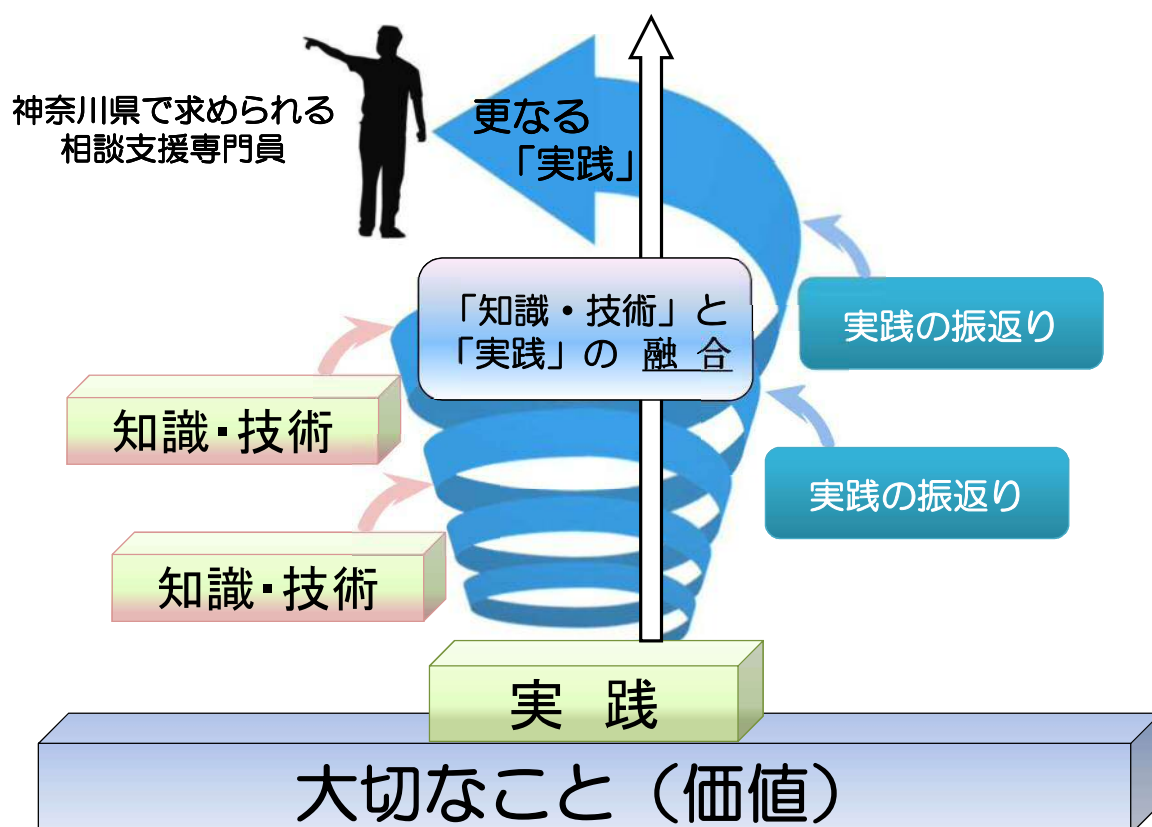 神奈川県で求められる
相談支援専門員
更なる
「実践」
「知識・技術」と
「実践」の 融 合
実践の振返り
知識・技術
実践の振返り
知識・技術
実 践
大切なこと（価値）